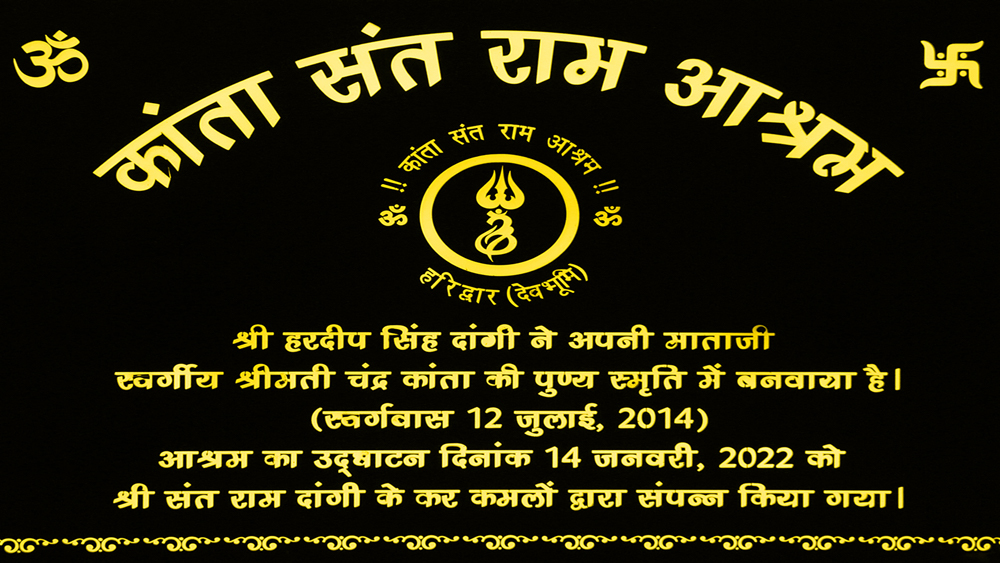 ॐ
कांता संत राम आश्रम
!! कांता संत राम आश्रम !!
ॐ ॐ
हरिद्वार (देवभूमि)
श्री हरदीप सिंह दांगी ने अपनी माताजी
स्वर्गीय श्रीमती चंद्र कांता की पुण्य स्मृति में बनवाया है।
(स्वर्गवास 12 जुलाई, 2014)
आश्रम का उद्घाटन दिनांक 14 जनवरी, 2022 को
श्री संत राम दांगी के कर कमलों द्वारा संपन्न किया गया।